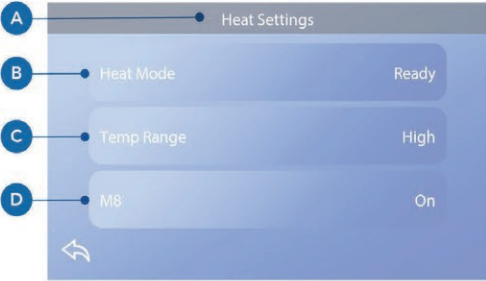 A Heat Settings
B Heat Mode Ready
C Temp Range High
D M8 On